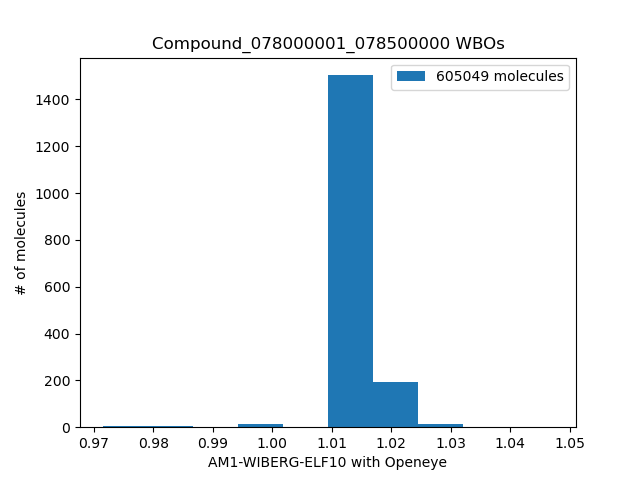 Compound_078000001_078500000 WBOs
605049 molecules
1400
1200
1000
800
600
400
200
0
# of molecules
0.97 0.98 0.99 1.00 1.01 1.02 1.03 1.04 1.05
AM1-WIBERG-ELF10 with Openeye